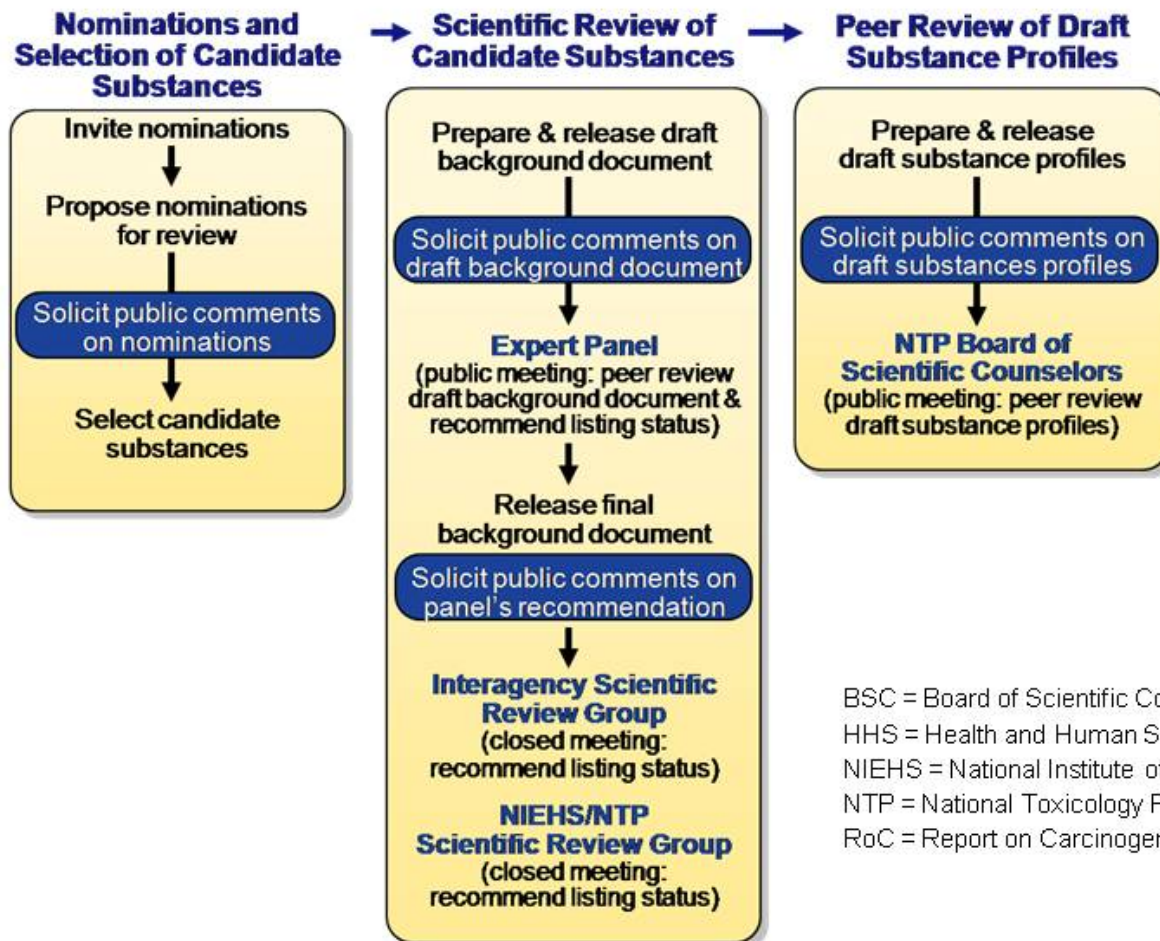 Nominations and
Selection of Candidate
Substances
Invite nominations
Propose nominations
for review
Solicit public comments
on nominations
Select candidate
substances
Scientific Review of
Candidate Substances
Prepare & release draft
background document
Solicit public comments on
draft background document
Expert Panel
(public meeting: peer review
draft background document &
recommend listing status)
Release final
background document
Solicit public comments on
panel's recommendation
Interagency Scientific
Review Group
(closed meeting:
recommend listing status)
NIEHS/NTP
Scientific Review Group
(closed meeting:
recommend listing status)
Peer Review of Draft
Substance Profiles
Prepare & release
draft substance profiles
Solicit public comments on
draft substances profiles
NTP Board of
Scientific Counselors
(public meeting: peer review
draft substance profiles)
BSC = Board of Scientific
HHS = Health and Human
NIEHS = National Institute
NTP = National Toxicology
RoC = Report on